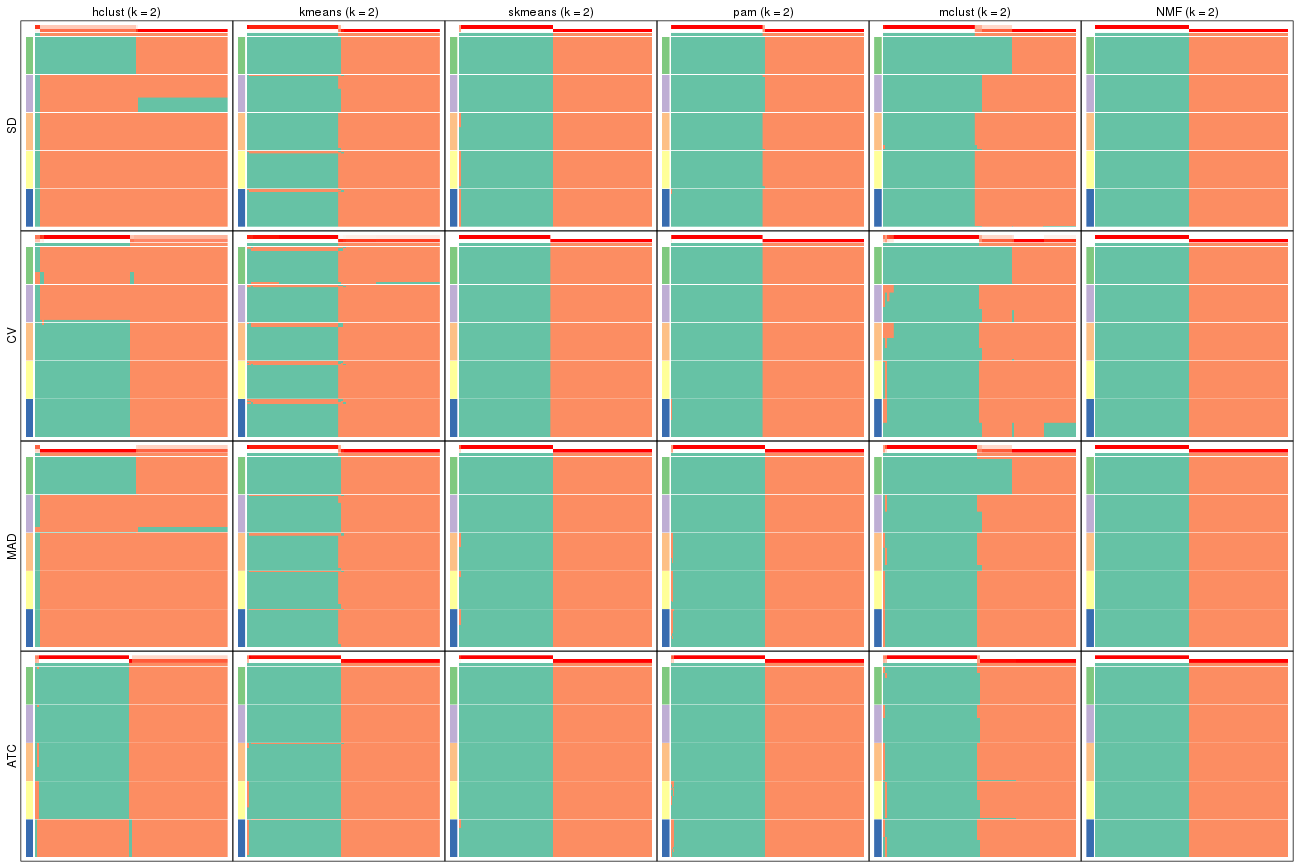 hclust (k = 2) kmeans (k = 2) skmeans (k = 2) pam (k = 2) mclust (k = 2) NMF (k = 2)
SD
CV
MAD
ATC